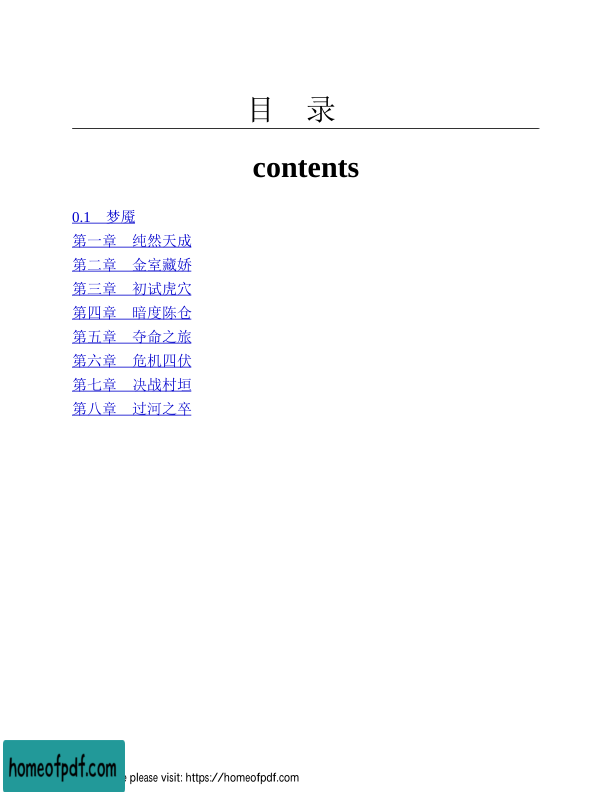 目 录
contents
0.1 梦魇
第一章 纯然天成
第二章 金室藏娇
第三章 初试虎穴
第四章 暗度陈仓
第五章 夺命之旅
第六章 危机四伏
第七章 决战村垣
第八章 过河之卒
homeofpdf.com
please visit: https://homeofpdf.com